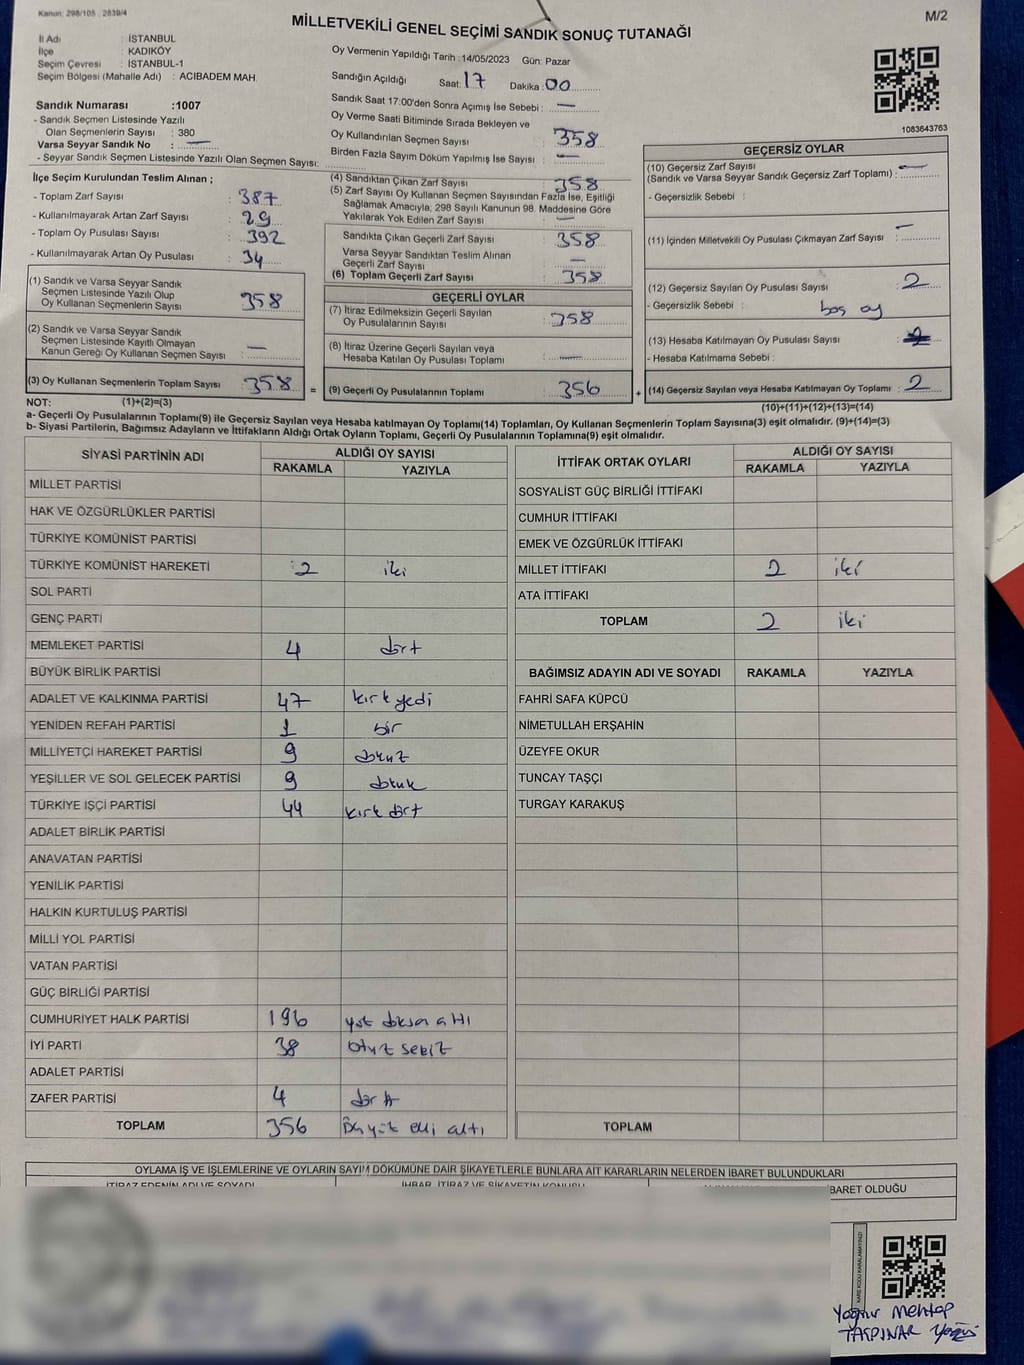 Kanun: 298/105 , 2839/4
MİLLETVEKİLİ GENEL SEÇİMİ SANDIK SONUÇ TUTANAĞI
M/2
İl Adı : İSTANBUL
İlçe : KADIKÖY
Seçim Çevresi : İSTANBUL-1
Seçim Bölgesi (Mahalle Adı) : ACIBADEM MAH.
Oy Vermenin Yapıldığı Tarih : 14/05/2023 Gün: Pazar
Sandığın Açıldığı Saat: 17 Dakika: 00
Sandık Saat 17:00'den Sonra Açımış İse Sebebi : —
Oy Verme Saati Bitiminde Sırada Bekleyen ve
Oy Kullandırılan Seçmen Sayısı : 358
Birden Fazla Sayım Döküm Yapılmış İse Sayısı : —
1083643763
Sandık Numarası :1007
- Sandık Seçmen Listesinde Yazılı
Olan Seçmenlerin Sayısı : 380
Varsa Seyyar Sandık No : —
- Seyyar Sandık Seçmen Listesinde Yazılı Olan Seçmen Sayısı:
İlçe Seçim Kurulundan Teslim Alınan ;
- Toplam Zarf Sayısı : 387
- Kullanılmayarak Artan Zarf Sayısı : 29
- Toplam Oy Pusulası Sayısı : 392
- Kullanılmayarak Artan Oy Pusulası : 34
(1) Sandık ve Varsa Seyyar Sandık
Seçmen Listesinde Yazılı Olup
Oy Kullanan Seçmenlerin Sayısı : 358
(2) Sandık ve Varsa Seyyar Sandık
Seçmen Listesinde Kayıtlı Olmayan
Kanun Gereği Oy Kullanan Seçmen Sayısı : —
(3) Oy Kullanan Seçmenlerin Toplam Sayısı : 358 =
(4) Sandıktan Çıkan Zarf Sayısı : 358
(5) Zarf Sayısı Oy Kullanan Seçmen Sayısından Fazla İse, Eşitliği
Sağlamak Amacıyla; 298 Sayılı Kanunun 98. Maddesine Göre
Yakılarak Yok Edilen Zarf Sayısı : —
Sandıkta Çıkan Geçerli Zarf Sayısı : 358
Varsa Seyyar Sandıktan Teslim Alınan
Geçerli Zarf Sayısı : —
(6) Toplam Geçerli Zarf Sayısı : 358
GEÇERLİ OYLAR
(7) İtiraz Edilmeksizin Geçerli Sayılan
Oy Pusulalarının Sayısı : 358
(8) İtiraz Üzerine Geçerli Sayılan veya
Hesaba Katılan Oy Pusulası Toplamı : —
(9) Geçerli Oy Pusulalarının Toplamı : 356 +
GEÇERSİZ OYLAR
(10) Geçersiz Zarf Sayısı
(Sandık ve Varsa Seyyar Sandık Geçersiz Zarf Toplamı) : —
- Geçersizlik Sebebi :
(11) İçinden Milletvekili Oy Pusulası Çıkmayan Zarf Sayısı : —
(12) Geçersiz Sayılan Oy Pusulası Sayısı : 2
- Geçersizlik Sebebi : boş oy
(13) Hesaba Katılmayan Oy Pusulası Sayısı :
- Hesaba Katılmama Sebebi :
(14) Geçersiz Sayılan veya Hesaba Katılmayan Oy Toplamı : 2
NOT: (1)+(2)=(3)
(10)+(11)+(12)+(13)=(14)
a- Geçerli Oy Pusulalarının Toplamı(9) ile Geçersiz Sayılan veya Hesaba katılmayan Oy Toplamı(14) Toplamları, Oy Kullanan Seçmenlerin Toplam Sayısına(3) eşit olmalıdır. (9)+(14)=(3)
b- Siyasi Partilerin, Bağımsız Adayların ve İttifakların Aldığı Ortak Oyların Toplamı, Geçerli Oy Pusulalarının Toplamına(9) eşit olmalıdır.
SİYASİ PARTİNİN ADI ALDIĞI OY SAYISI
RAKAMLA YAZIYLA
MİLLET PARTİSİ
HAK VE ÖZGÜRLÜKLER PARTİSİ
TÜRKİYE KOMÜNİST PARTİSİ
TÜRKİYE KOMÜNİST HAREKETİ 2 iki
SOL PARTİ
GENÇ PARTİ
MEMLEKET PARTİSİ 4 dört
BÜYÜK BİRLİK PARTİSİ
ADALET VE KALKINMA PARTİSİ 47 kırk yedi
YENİDEN REFAH PARTİSİ 1 bir
MİLLİYETÇİ HAREKET PARTİSİ 9 dokuz
YEŞİLLER VE SOL GELECEK PARTİSİ 9
TÜRKİYE İŞÇİ PARTİSİ 44 kırk dört
ADALET BİRLİK PARTİSİ
ANAVATAN PARTİSİ
YENİLİK PARTİSİ
HALKIN KURTULUŞ PARTİSİ
MİLLİ YOL PARTİSİ
VATAN PARTİSİ
GÜÇ BİRLİĞİ PARTİSİ
CUMHURİYET HALK PARTİSİ 196 yüz doksan altı
İYİ PARTİ 38 otuz sekiz
ADALET PARTİSİ
ZAFER PARTİSİ 4 dört
TOPLAM 356 üçyüz elli altı
İTTİFAK ORTAK OYLARI ALDIĞI OY SAYISI
RAKAMLA YAZIYLA
SOSYALİST GÜÇ BİRLİĞİ İTTİFAKI
CUMHUR İTTİFAKI
EMEK VE ÖZGÜRLÜK İTTİFAKI
MİLLET İTTİFAKI 2 iki
ATA İTTİFAKI
TOPLAM 2 iki
BAĞIMSIZ ADAYIN ADI VE SOYADI RAKAMLA YAZIYLA
FAHRİ SAFA KÜPCÜ
NİMETULLAH ERŞAHİN
ÜZEYFE OKUR
TUNCAY TAŞÇI
TURGAY KARAKUŞ
TOPLAM
OYLAMA İŞ VE İŞLEMLERİNE VE OYLARIN SAYIM DÖKÜMÜNE DAİR ŞİKAYETLERLE BUNLARA AİT KARARLARIN NELERDEN İBARET BULUNDUKLARI
İTİRAZ EDENİN ADI VE SOYADI İHBAR, İTİRAZ VE ŞİKAYETİN KONUSU BARET OLDUĞU
KARE KODU KARALAMAYINIZ!
Yağmur Mehtap
TAŞPINAR